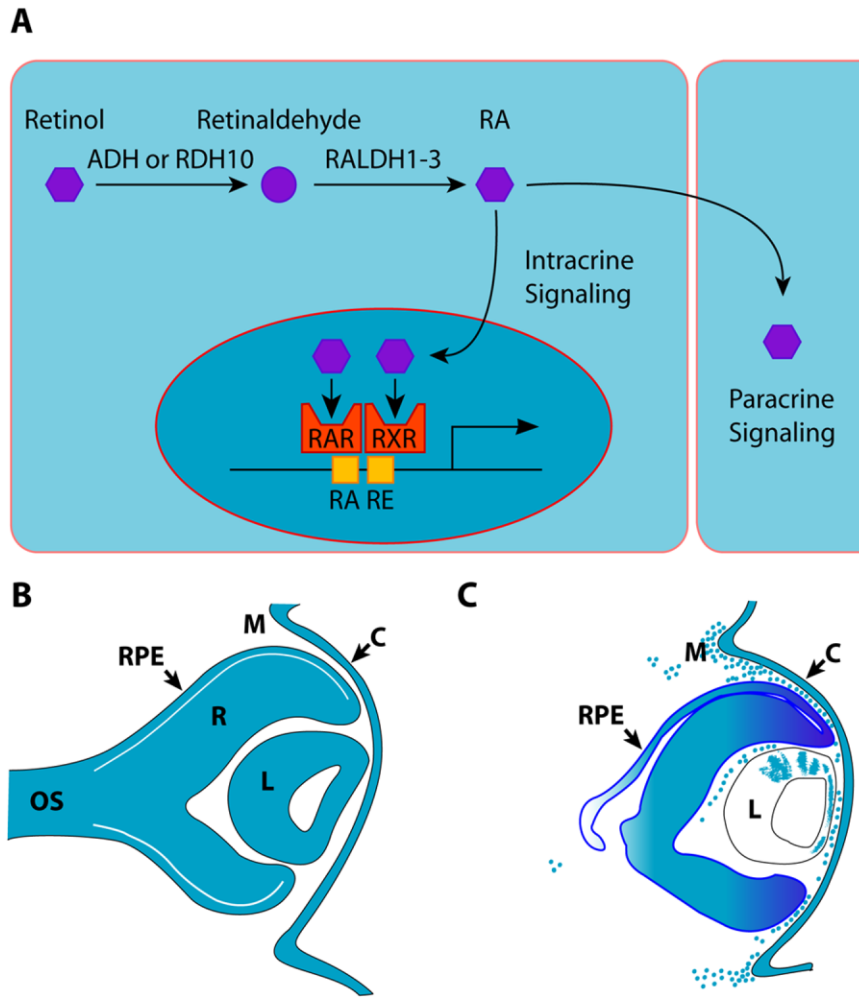 A
Retinol
Retinaldehyde
RA
ADH or RDH10
RALDH1-3
Intracrine
Signaling
RAR
RXR
RA RE
Paracrine
Signaling
B
M
C
RPE
R
L
OS
C
M
C
RPE
L